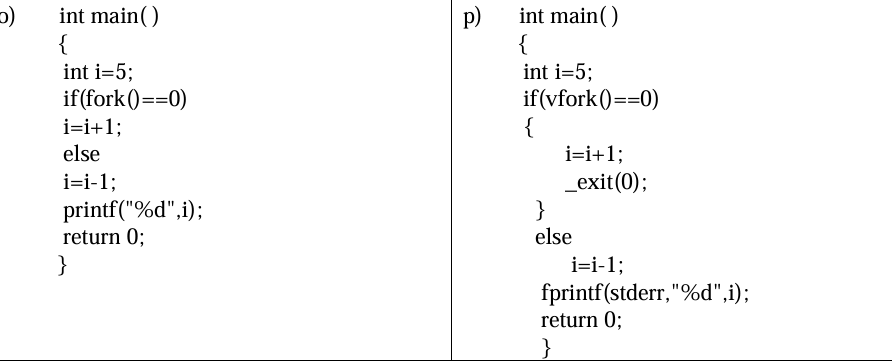 o) int main( )
{
int i=5;
if(fork()==0)
i=i+1;
else
i=i-1;
printf("%d",i);
return 0;
}
p) int main( )
{
int i=5;
if(vfork()==0)
{
i=i+1;
_exit(0);
}
else
i=i-1;
fprintf(stderr,"%d",i);
return 0;
}